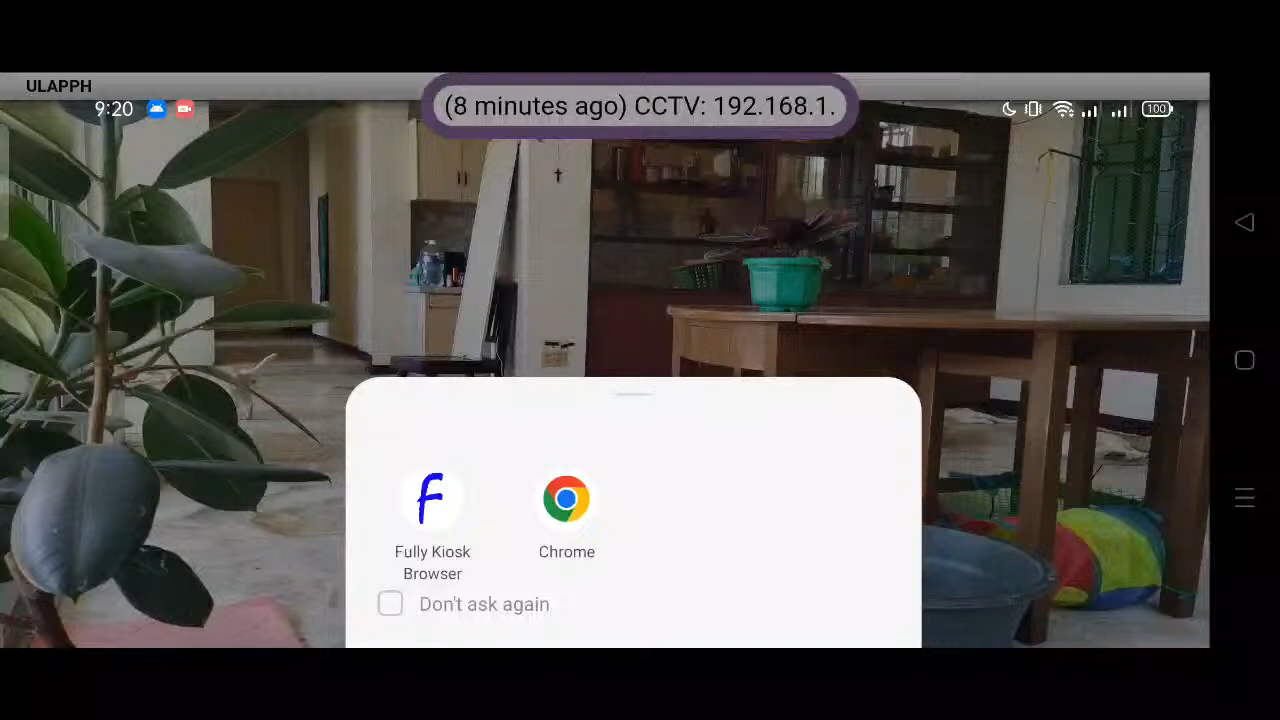 ULAPPH
9:20
(8 minutes ago) CCTV: 192.168.1.
100
Fully Kiosk
Browser
Chrome
Don't ask again